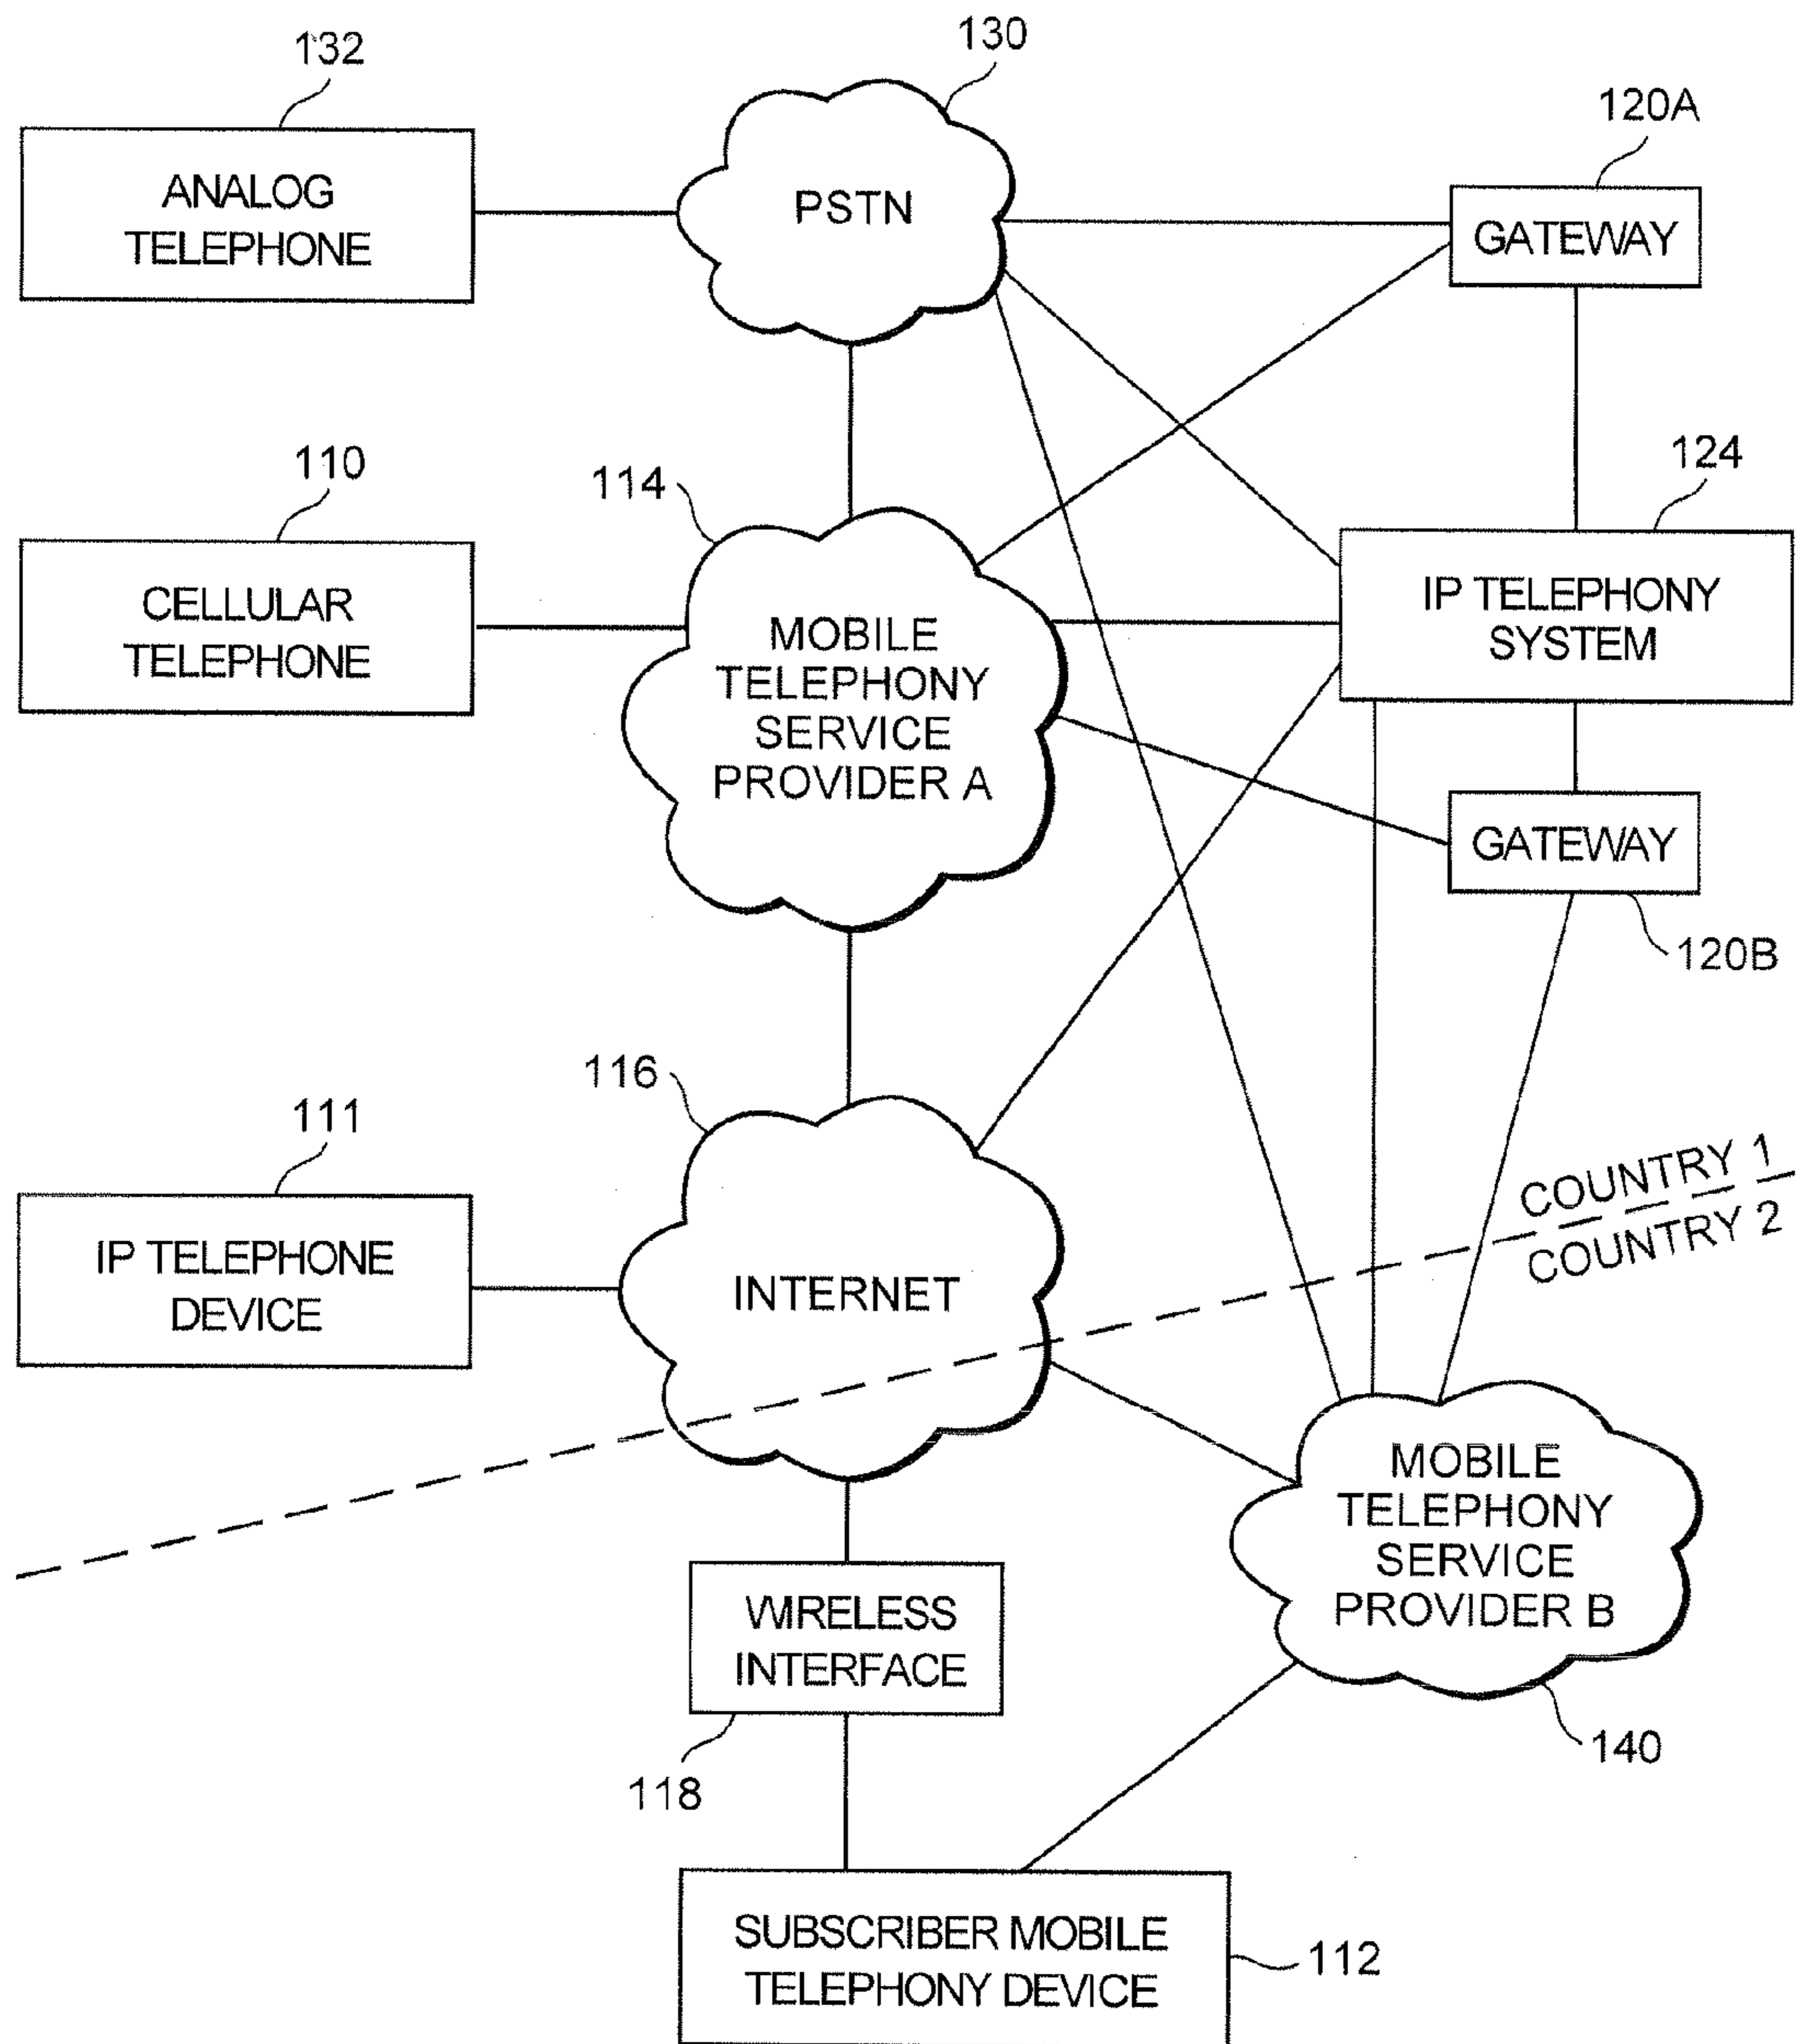 132
130
120A
ANALOG
TELEPHONE
PSTN
GATEWAY
110
114
124
CELLULAR
TELEPHONE
MOBILE
TELEPHONY
SERVICE
PROVIDER A
IP TELEPHONY
SYSTEM
GATEWAY
120B
116
111
IP TELEPHONE
DEVICE
INTERNET
COUNTRY 1
COUNTRY 2
MOBILE
TELEPHONY
SERVICE
PROVIDER B
WIRELESS
INTERFACE
118
140
SUBSCRIBER MOBILE
TELEPHONY DEVICE
112